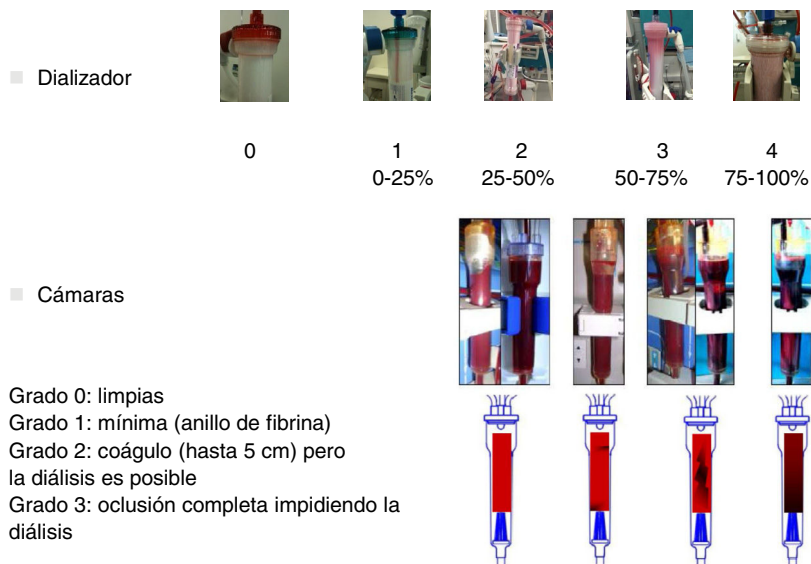 Dializador
0
1
2
3
4
0-25%
25-50%
50-75%
75-100%
Cámaras
Grado 0: limpias
Grado 1: mínima (anillo de fibrina)
Grado 2: coágulo (hasta 5 cm) pero
la diálisis es posible
Grado 3: oclusión completa impidiendo la
diálisis